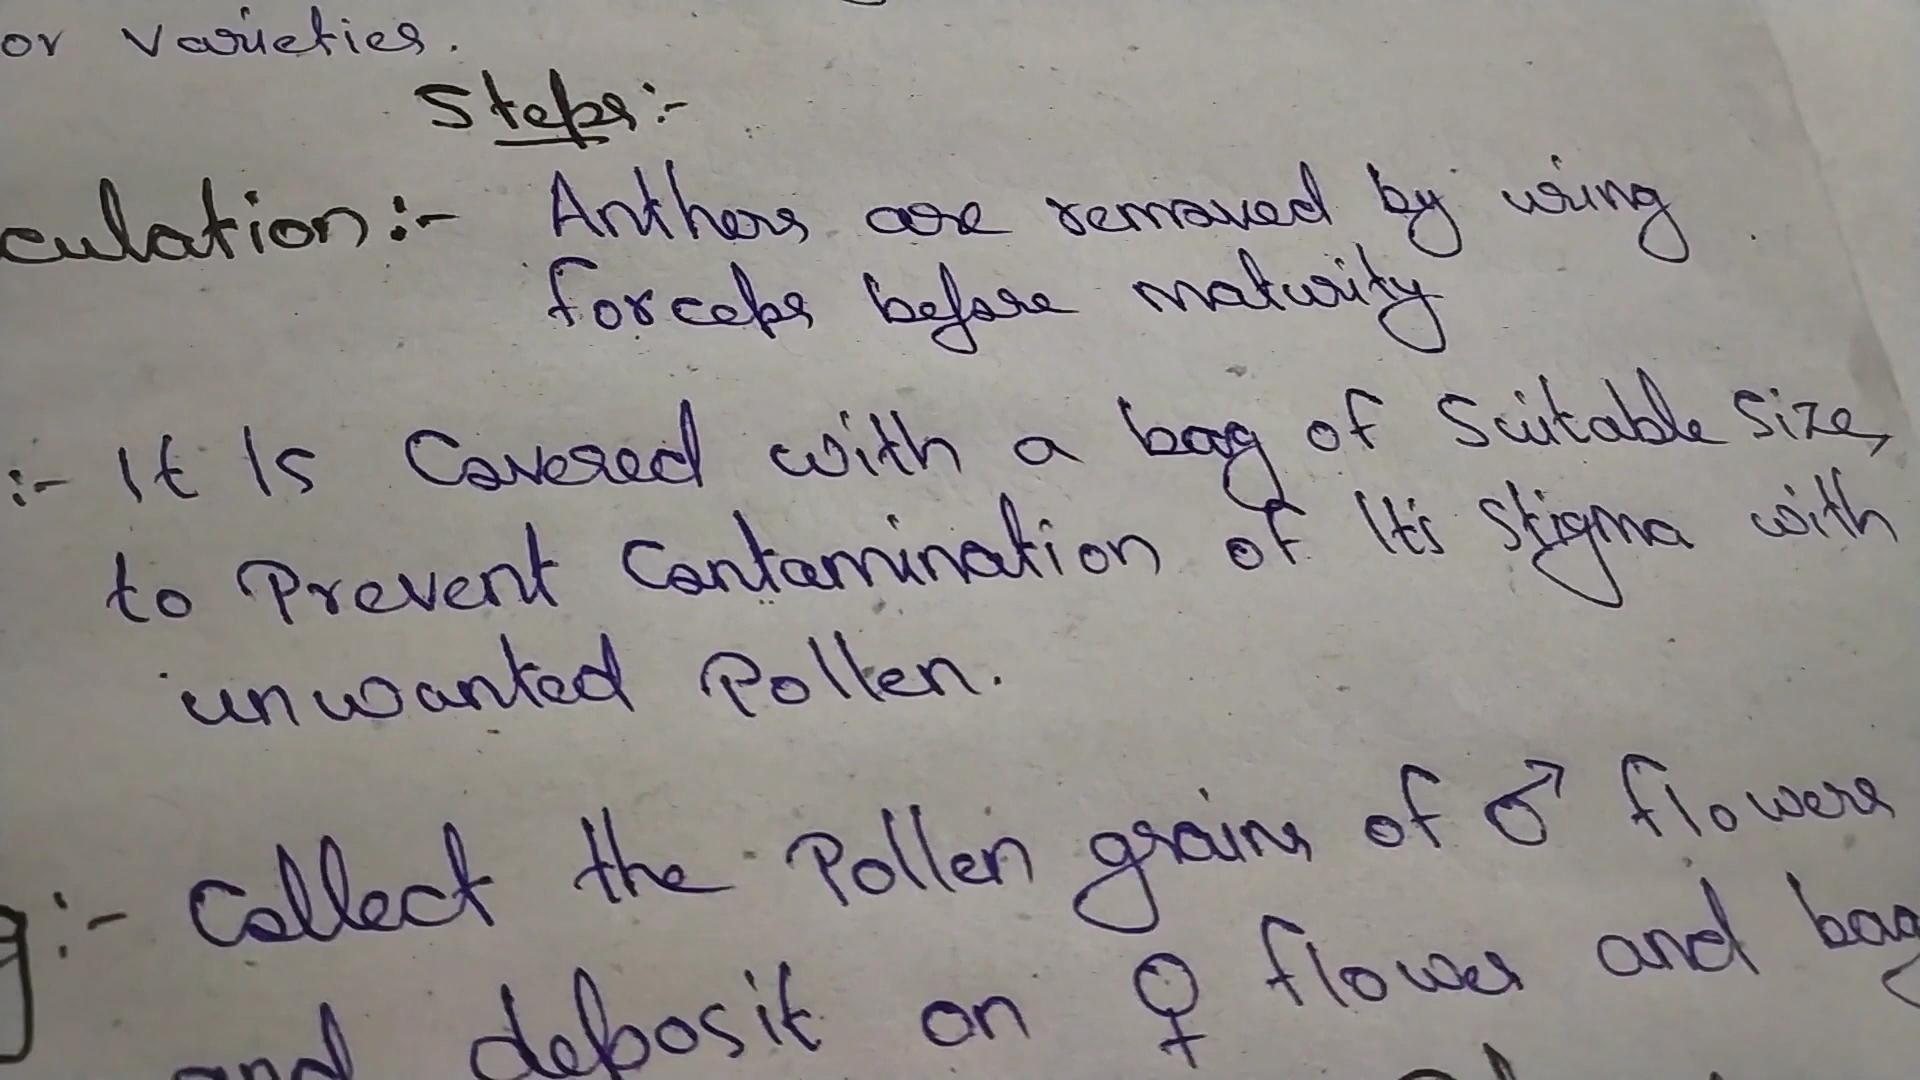 or varieties.
Steps:-
culation:- Anthers are removed by using
forceps before maturity
:- It Is Covered with a bag of Suitable Size,
to Prevent Contamination of It's Stigma with
unwanted Pollen.
g:- Collect the Pollen grains of ♂ flowers
and deposit on ♀ flower and bag